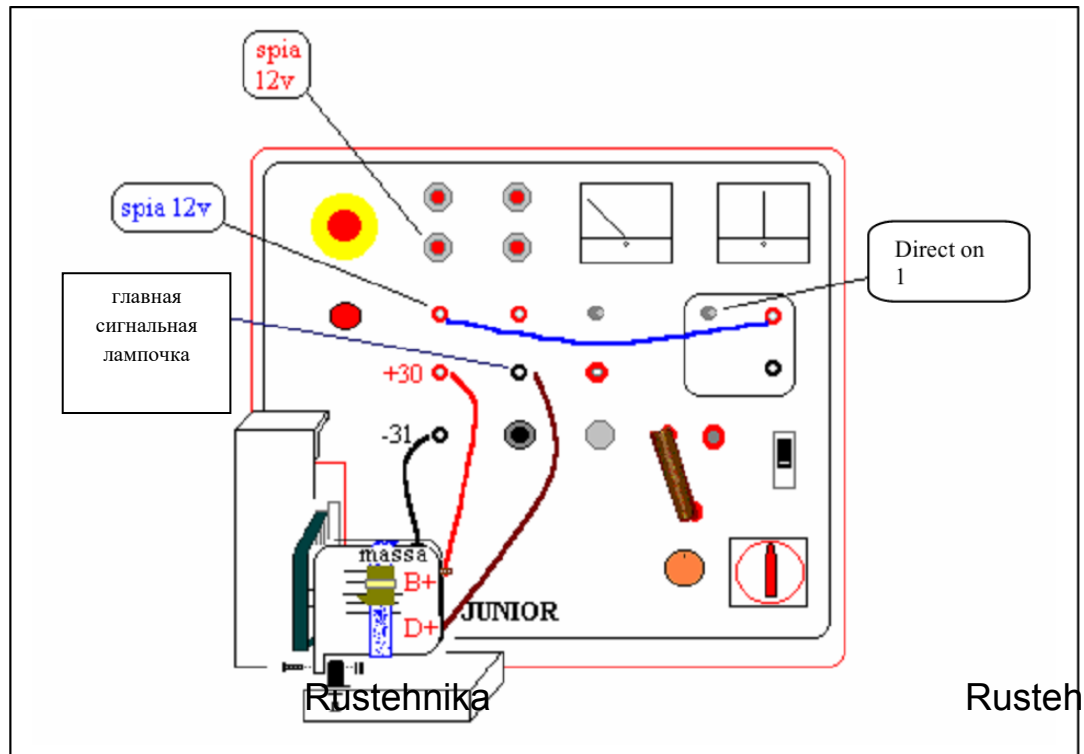 spia
12v
spia 12v
Direct on
1
главная
сигнальная
лампочка
+30
-31
massa
B+
D+
JUNIOR
Rustehnika
Rusteh